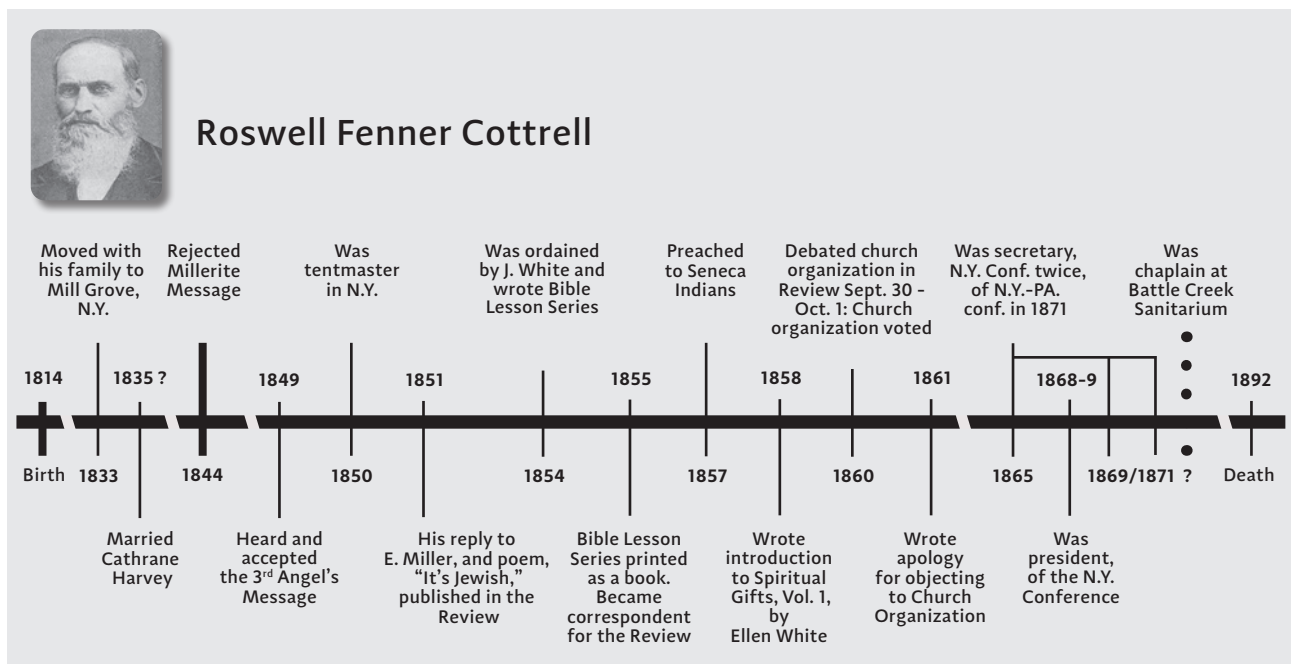 Roswell Fenner Cottrell
Moved with
his family to
Mill Grove,
N.Y.
Rejected
Millerite
Message
Was
tentmaster
in N.Y.
Was ordained
by J. White and
wrote Bible
Lesson Series
Preached
to Seneca
Indians
Debated church
organization in
Review Sept. 30 -
Oct. 1: Church
organization voted
Was secretary,
N.Y. Conf. twice,
of N.Y.-PA.
conf. in 1871
Was
chaplain at
Battle Creek
Sanitarium
1814
1835 ?
1849
1851
1855
1858
1861
1868-9
1892
Birth
1833
1844
1850
1854
1857
1860
1865
1869/1871 ?
Death
Married
Cathrane
Harvey
Heard and
accepted
the 3rd Angel's
Message
His reply to
E. Miller, and poem,
“It's Jewish,”
published in the
Review
Bible Lesson
Series printed
as a book.
Became
correspondent
for the Review
Wrote
introduction
to Spiritual
Gifts, Vol. 1,
by
Ellen White
Wrote
apology
for objecting
to Church
Organization
Was
president,
of the N.Y.
Conference